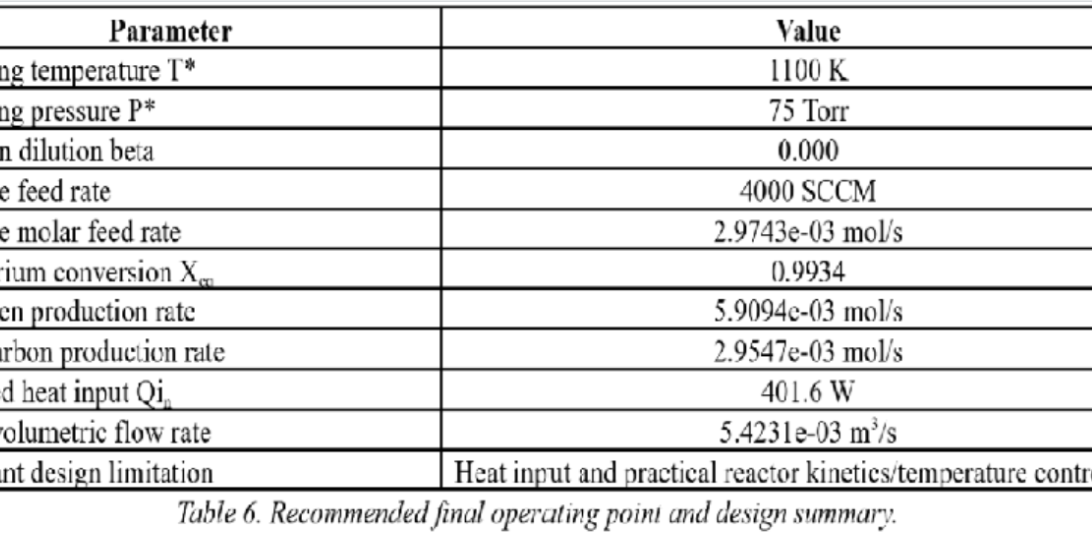 Parameter Value
ng temperature T* 1100 K
ng pressure P* 75 Torr
n dilution beta 0.000
e feed rate 4000 SCCM
e molar feed rate 2.9743e-03 mol/s
rium conversion X_eq 0.9934
en production rate 5.9094e-03 mol/s
arbon production rate 2.9547e-03 mol/s
d heat input Qi_n 401.6 W
volumetric flow rate 5.4231e-03 m³/s
ant design limitation Heat input and practical reactor kinetics/temperature contr
Table 6. Recommended final operating point and design summary.